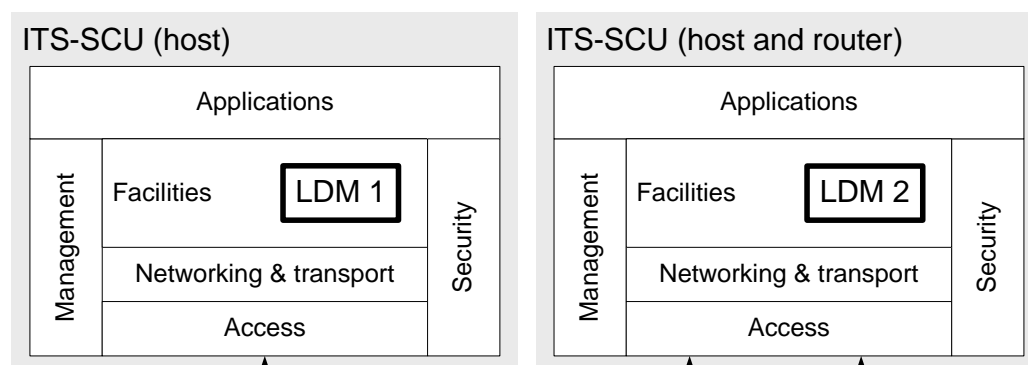 ITS-SCU (host)
Applications
Management
Facilities
LDM 1
Security
Networking & transport
Access
ITS-SCU (host and router)
Applications
Management
Facilities
LDM 2
Security
Networking & transport
Access